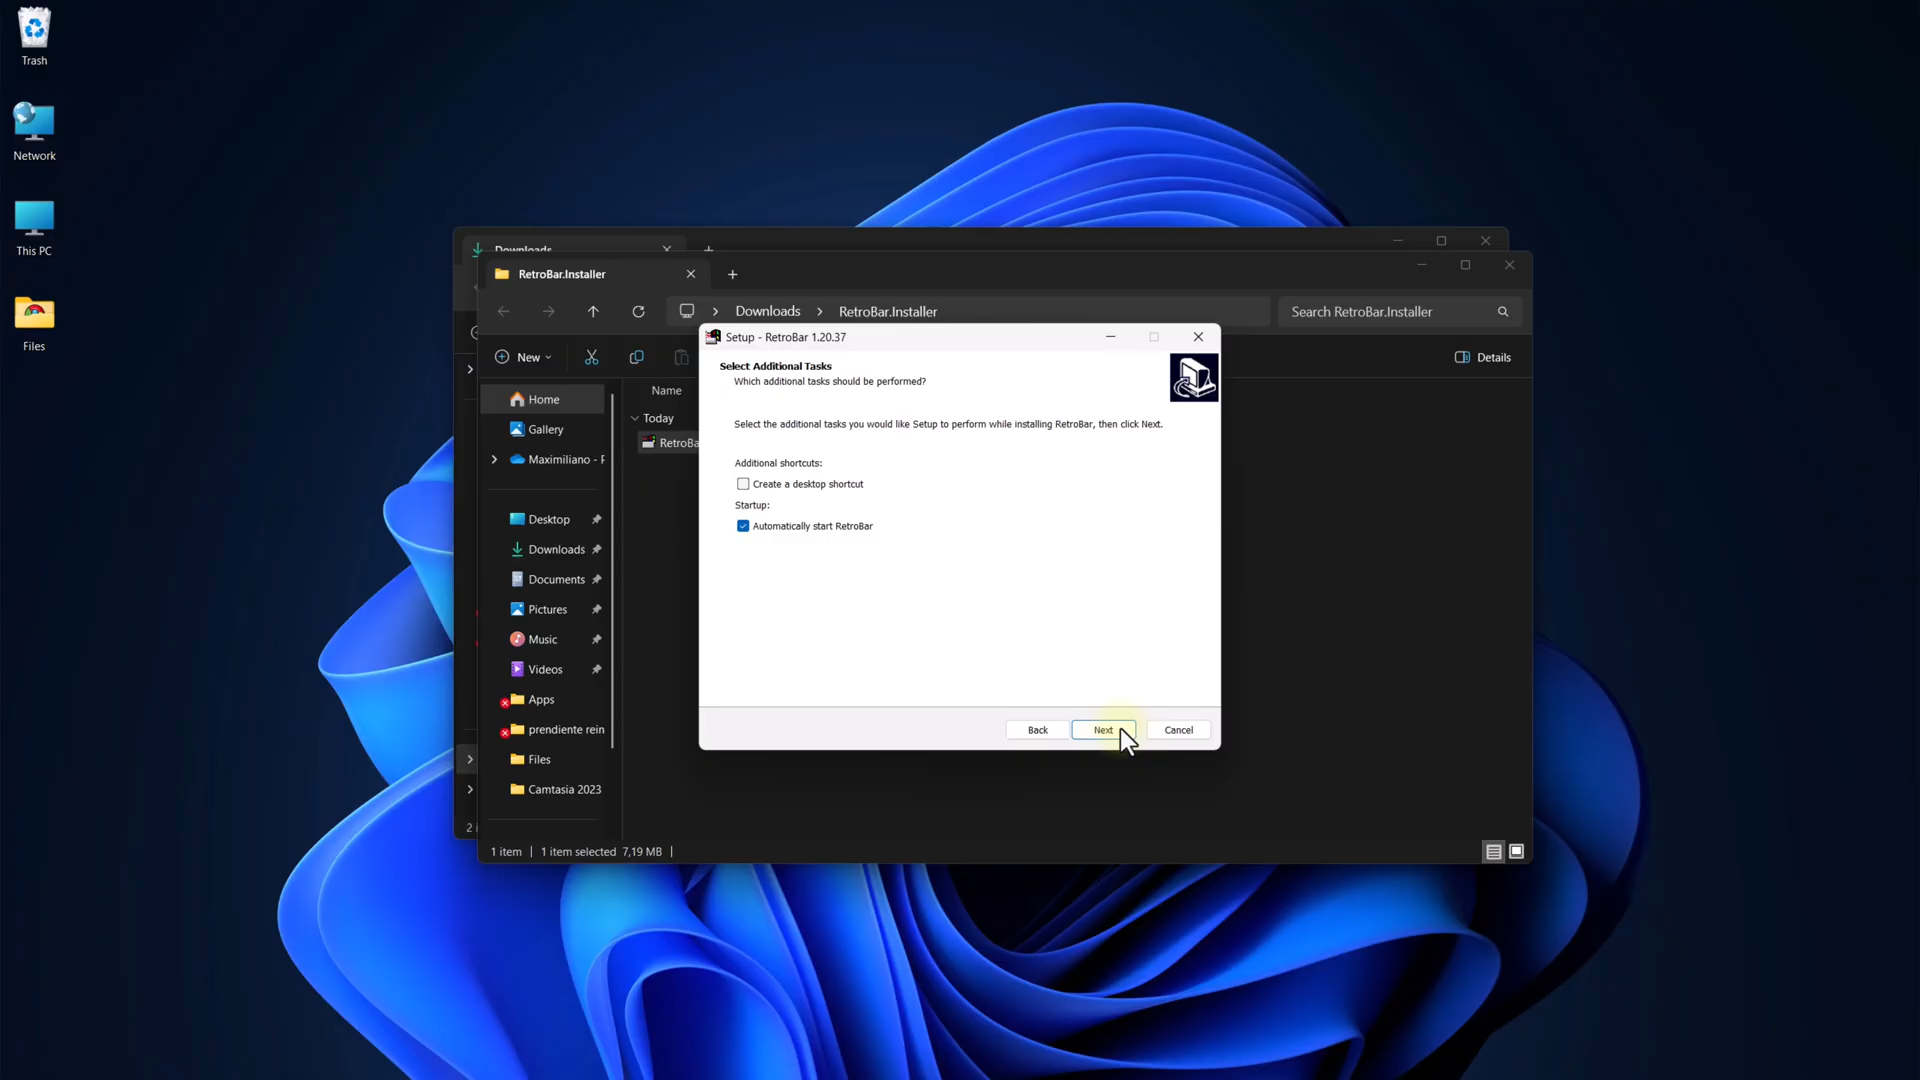 Trash
Network
This PC
Files
Downloads
RetroBar.Installer
Downloads
RetroBar.Installer
Search RetroBar.Installer
New
Details
Home
Gallery
Maximiliano - P
Desktop
Downloads
Documents
Pictures
Music
Videos
Apps
prendiente rein
Files
Camtasia 2023
Name
Today
RetroBa
Setup - RetroBar 1.20.37
Select Additional Tasks
Which additional tasks should be performed?
Select the additional tasks you would like Setup to perform while installing RetroBar, then click Next.
Additional shortcuts:
Create a desktop shortcut
Startup:
Automatically start RetroBar
Back
Next
Cancel
2 i
1 item
1 item selected 7,19 MB